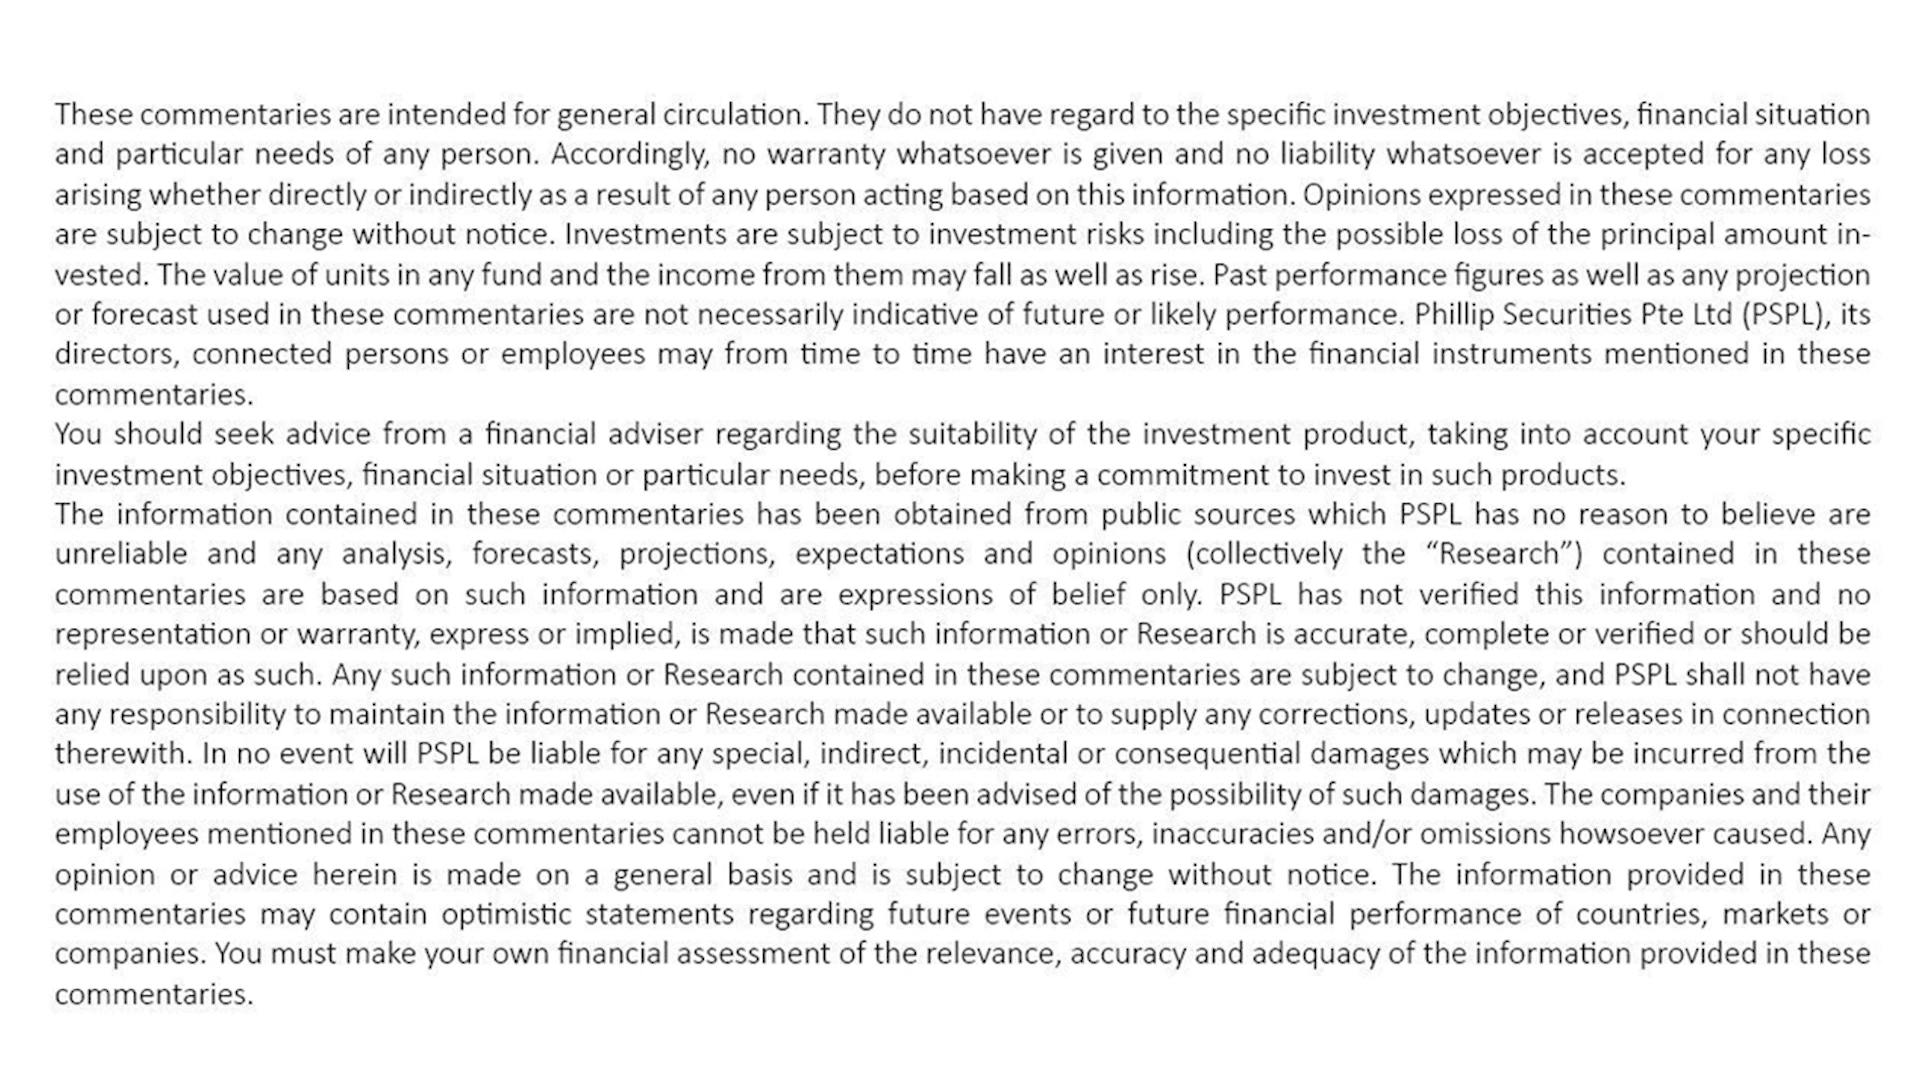 These commentaries are intended for general circulation. They do not have regard to the specific investment objectives, financial situation
and particular needs of any person. Accordingly, no warranty whatsoever is given and no liability whatsoever is accepted for any loss
arising whether directly or indirectly as a result of any person acting based on this information. Opinions expressed in these commentaries
are subject to change without notice. Investments are subject to investment risks including the possible loss of the principal amount in-
vested. The value of units in any fund and the income from them may fall as well as rise. Past performance figures as well as any projection
or forecast used in these commentaries are not necessarily indicative of future or likely performance. Phillip Securities Pte Ltd (PSPL), its
directors, connected persons or employees may from time to time have an interest in the financial instruments mentioned in these
commentaries.
You should seek advice from a financial adviser regarding the suitability of the investment product, taking into account your specific
investment objectives, financial situation or particular needs, before making a commitment to invest in such products.
The information contained in these commentaries has been obtained from public sources which PSPL has no reason to believe are
unreliable and any analysis, forecasts, projections, expectations and opinions (collectively the “Research”) contained in these
commentaries are based on such information and are expressions of belief only. PSPL has not verified this information and no
representation or warranty, express or implied, is made that such information or Research is accurate, complete or verified or should be
relied upon as such. Any such information or Research contained in these commentaries are subject to change, and PSPL shall not have
any responsibility to maintain the information or Research made available or to supply any corrections, updates or releases in connection
therewith. In no event will PSPL be liable for any special, indirect, incidental or consequential damages which may be incurred from the
use of the information or Research made available, even if it has been advised of the possibility of such damages. The companies and their
employees mentioned in these commentaries cannot be held liable for any errors, inaccuracies and/or omissions howsoever caused. Any
opinion or advice herein is made on a general basis and is subject to change without notice. The information provided in these
commentaries may contain optimistic statements regarding future events or future financial performance of countries, markets or
companies. You must make your own financial assessment of the relevance, accuracy and adequacy of the information provided in these
commentaries.